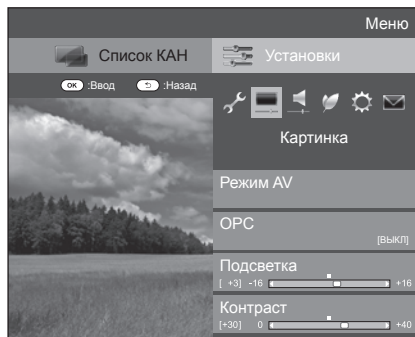 Меню
Список КАН
Установки
OK :Ввод :Назад
Картинка
Режим AV
OPC
[ВЫКЛ]
Подсветка
[ +3] -16 +16
Контраст
[+30] 0 +40